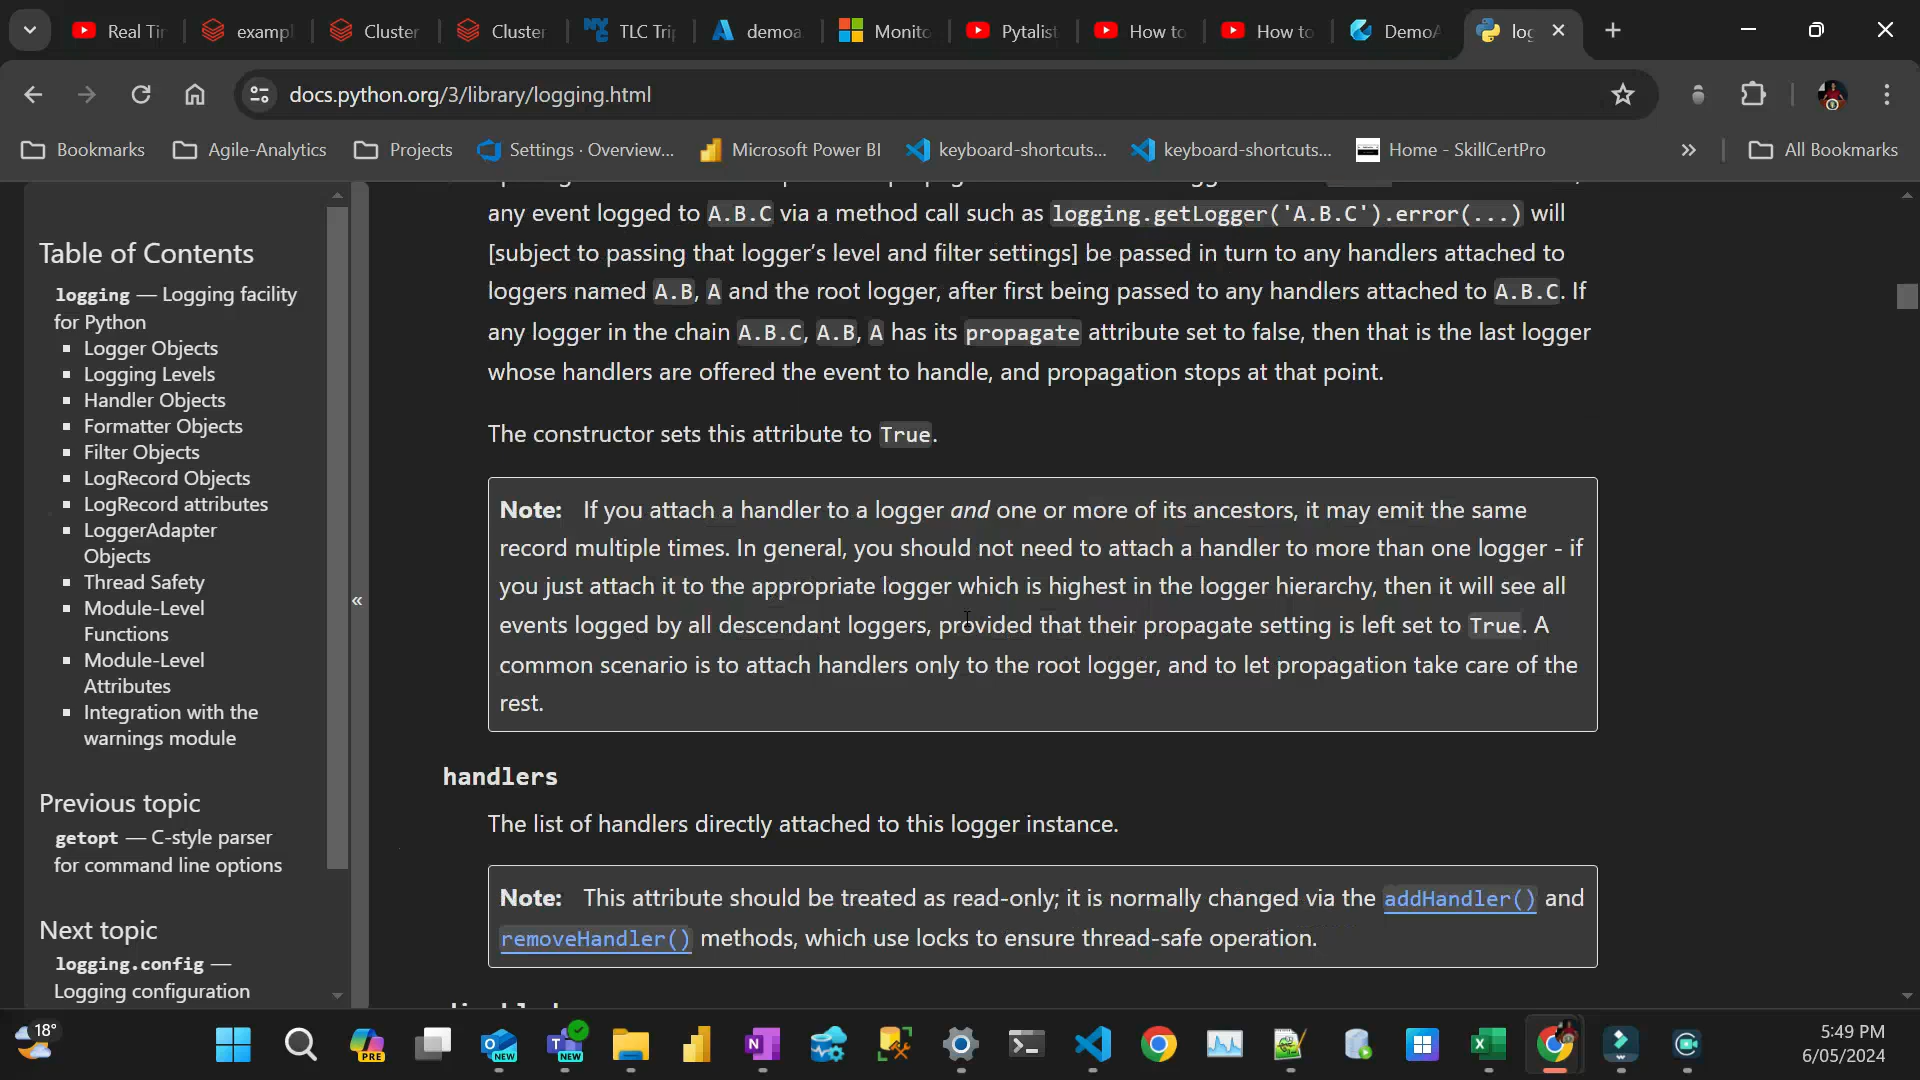 Real Ti
examp
Cluster
Cluster
TLC Tri
demoa
Monito
Pytalist
How to
How to
DemoA
log
docs.python.org/3/library/logging.html
Bookmarks
Agile-Analytics
Projects
Settings · Overview...
Microsoft Power BI
keyboard-shortcuts...
keyboard-shortcuts...
Home - SkillCertPro
»
All Bookmarks
Table of Contents
logging — Logging facility
for Python
Logger Objects
Logging Levels
Handler Objects
Formatter Objects
Filter Objects
LogRecord Objects
LogRecord attributes
LoggerAdapter
Objects
Thread Safety
Module-Level
Functions
Module-Level
Attributes
Integration with the
warnings module
Previous topic
getopt — C-style parser
for command line options
Next topic
logging.config —
Logging configuration
«
any event logged to A.B.C via a method call such as logging.getLogger('A.B.C').error(...) will
[subject to passing that logger’s level and filter settings] be passed in turn to any handlers attached to
loggers named A.B, A and the root logger, after first being passed to any handlers attached to A.B.C. If
any logger in the chain A.B.C, A.B, A has its propagate attribute set to false, then that is the last logger
whose handlers are offered the event to handle, and propagation stops at that point.
The constructor sets this attribute to True.
Note: If you attach a handler to a logger and one or more of its ancestors, it may emit the same
record multiple times. In general, you should not need to attach a handler to more than one logger - if
you just attach it to the appropriate logger which is highest in the logger hierarchy, then it will see all
events logged by all descendant loggers, provided that their propagate setting is left set to True. A
common scenario is to attach handlers only to the root logger, and to let propagation take care of the
rest.
handlers
The list of handlers directly attached to this logger instance.
Note: This attribute should be treated as read-only; it is normally changed via the addHandler() and
removeHandler() methods, which use locks to ensure thread-safe operation.
18°
PRE
NEW
NEW
5:49 PM
6/05/2024